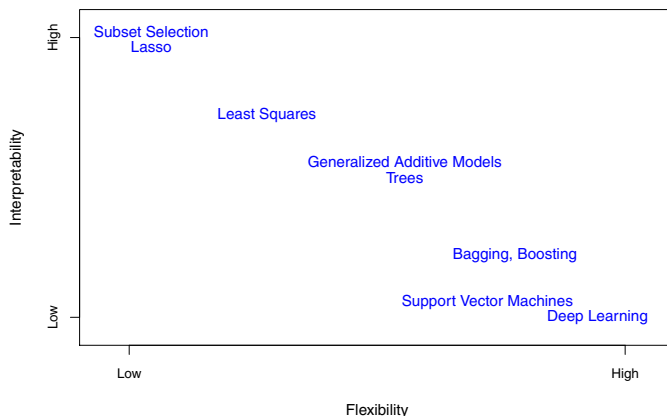 High
Subset Selection
Lasso
Least Squares
Generalized Additive Models
Trees
Interpretability
Bagging, Boosting
Support Vector Machines
Low
Deep Learning
Low
High
Flexibility